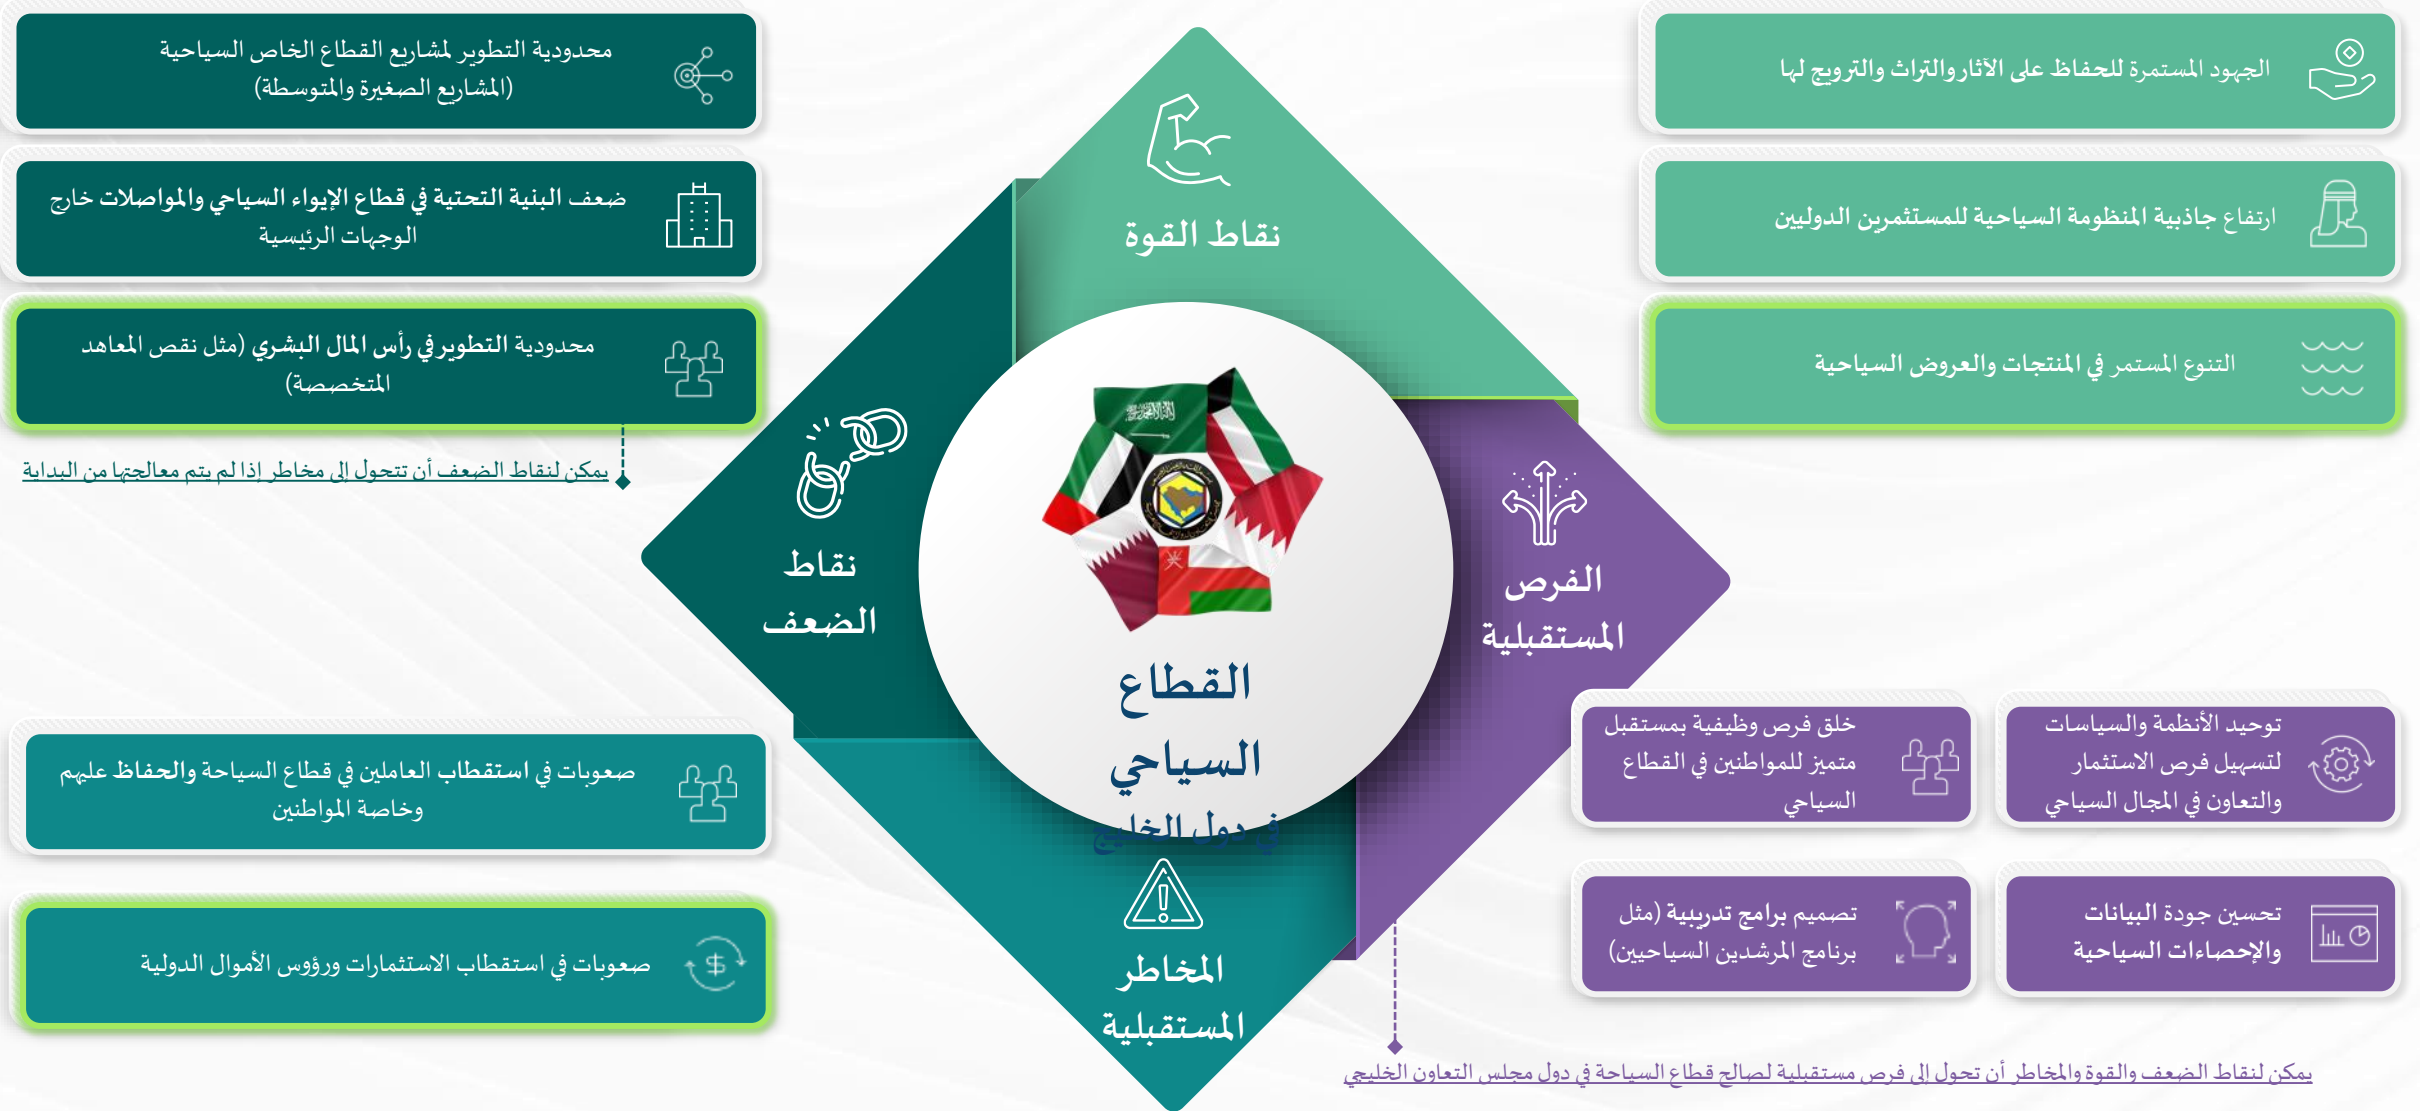 نقاط القوة
الجهود المستمرة للحفاظ على الآثار والتراث والترويج لها
ارتفاع جاذبية المنظومة السياحية للمستثمرين الدوليين
التنوع المستمر في المنتجات والعروض السياحية
محدودية التطوير لمشاريع القطاع الخاص السياحية
(المشاريع الصغيرة والمتوسطة)
ضعف البنية التحتية في قطاع الإيواء السياحي والمواصلات خارج
الوجهات الرئيسية
محدودية التطوير في رأس المال البشري (مثل نقص المعاهد
المتخصصة)
يمكن لنقاط الضعف أن تتحول إلى مخاطر إذا لم يتم معالجتها من البداية
نقاط
الضعف
القطاع
السياحي
في دول الخليج
الفرص
المستقبلية
توحيد الأنظمة والسياسات
لتسهيل فرص الاستثمار
والتعاون في المجال السياحي
خلق فرص وظيفية بمستقبل
متميز للمواطنين في القطاع
السياحي
تحسين جودة البيانات
والإحصاءات السياحية
تصميم برامج تدريبية (مثل
برنامج المرشدين السياحيين)
يمكن لنقاط الضعف والقوة والمخاطر أن تحول إلى فرص مستقبلية لصالح قطاع السياحة في دول مجلس التعاون الخليجي
المخاطر
المستقبلية
صعوبات في استقطاب العاملين في قطاع السياحة والحفاظ عليهم
وخاصة المواطنين
صعوبات في استقطاب الاستثمارات ورؤوس الأموال الدولية